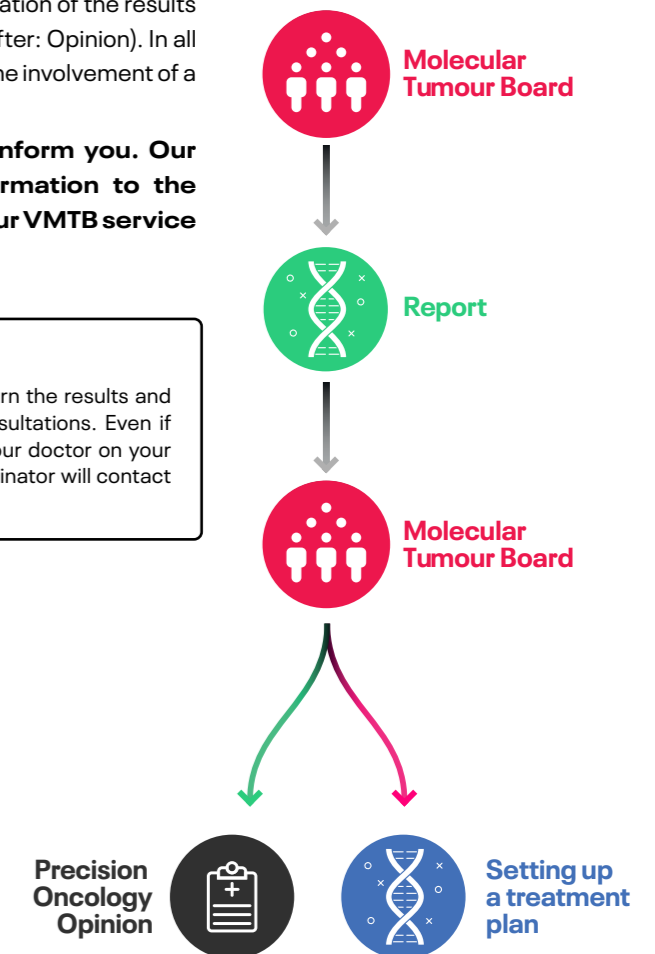 ation of the results
fter: Opinion). In all
ne involvement of a
nform you. Our
rmation to the
ur VMTB service
rn the results and
sultations. Even if
our doctor on your
inator will contact
Molecular
Tumour Board
Report
Molecular
Tumour Board
Precision
Oncology
Opinion
Setting up
a treatment
plan